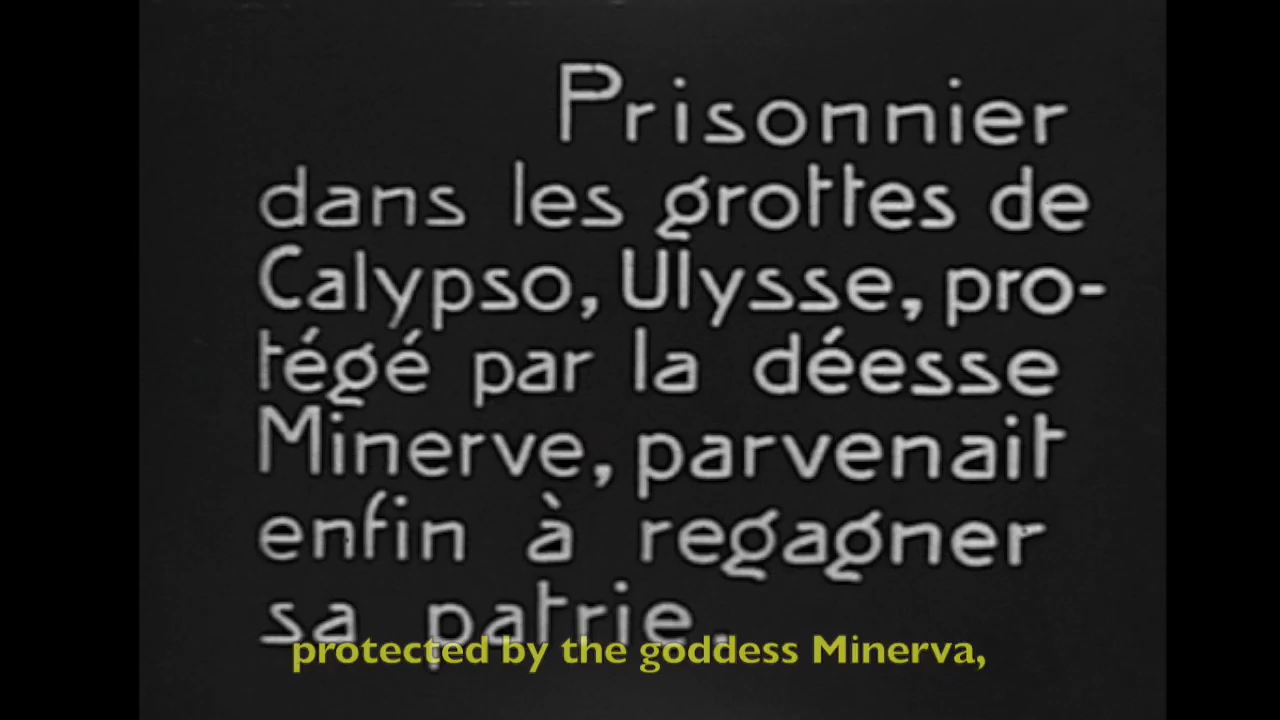 Prisonnier
dans les grottes de
Calypso, Ulysse, pro-
tégé par la déesse
Minerve, parvenait
enfin à regagner
sa patrie.
protected by the goddess Minerva,